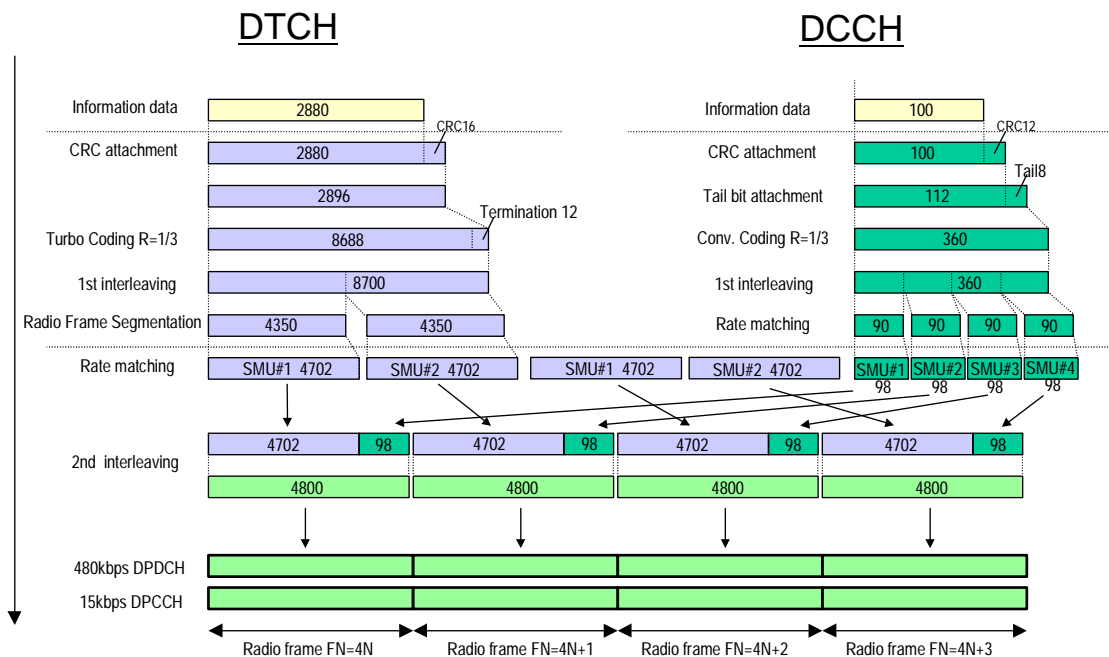 DTCH DCCH
Information data 2880 Information data 100
CRC16 CRC12
CRC attachment 2880 CRC attachment 100
Tail8
2896 Tail bit attachment 112
Termination 12
Turbo Coding R=1/3 8688 Conv. Coding R=1/3 360
1st interleaving 8700 1st interleaving 360
Radio Frame Segmentation 4350 4350 Rate matching 90 90 90 90
Rate matching SMU#1 4702 SMU#2 4702 SMU#1 4702 SMU#2 4702 SMU#1 SMU#2 SMU#3 SMU#4
98 98 98 98
4702 98 4702 98 4702 98 4702 98
2nd interleaving
4800 4800 4800 4800
480kbps DPDCH
15kbps DPCCH
Radio frame FN=4N Radio frame FN=4N+1 Radio frame FN=4N+2 Radio frame FN=4N+3